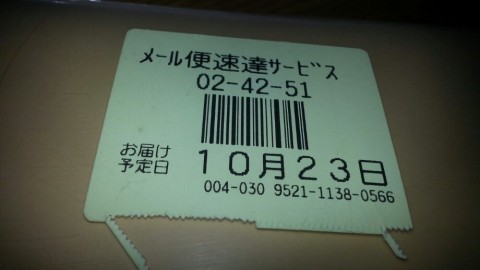 メール便速達サービス
02-42-51
お届け
予定日 10月23日
004-030 9521-1138-0566